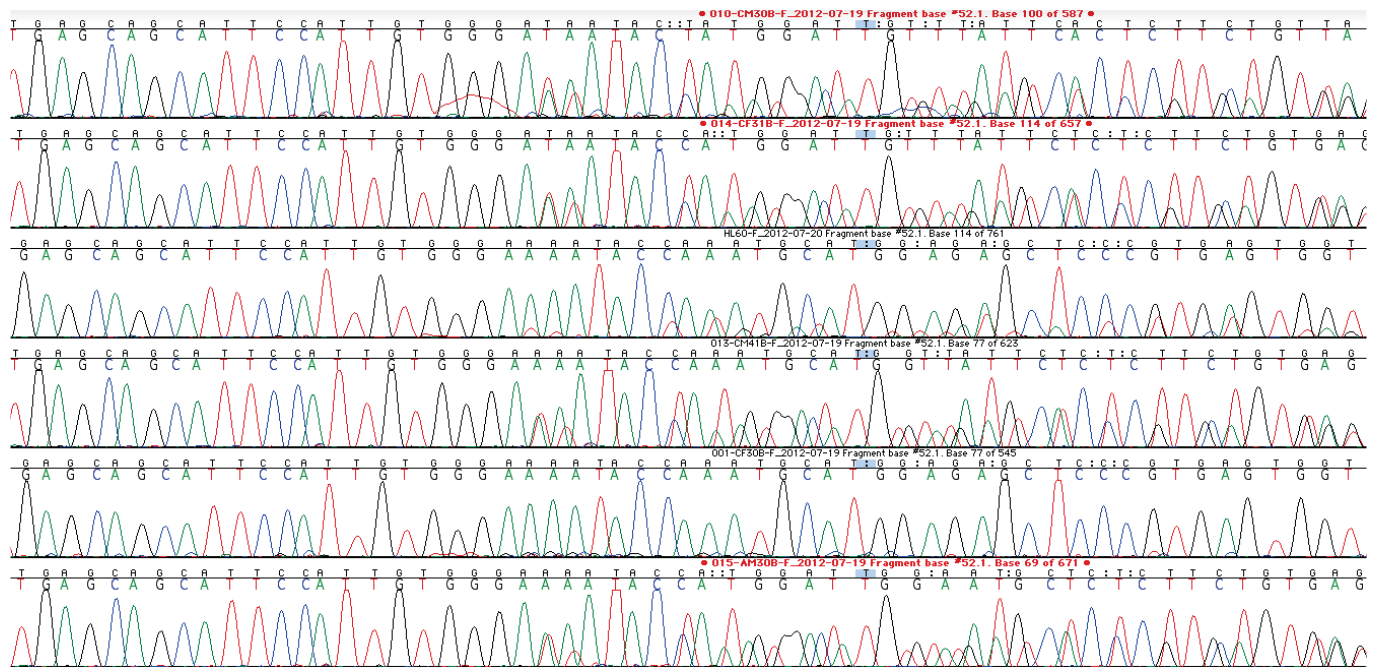 • 010-CM30B-F_2012-07-19 Fragment base #52.1. Base 100 of 587 •
T G A G C A G C A T T C C A T T G T G G G A T A A T A C : : T A T G G A T T : G T : T T : A T T C A C T C T T C T G T T A
T G A G C A G C A T T C C A T T G T G G G A T A A T A C T A T G G A T T G T T T A T T C A C T C T T C T G T T A
• 014-CF31B-F_2012-07-19 Fragment base #52.1. Base 114 of 657 •
T G A G C A G C A T T C C A T T G T G G G A T A A T A C C A : : T G G A T T G : T T T A T T C T C : T : C T T C T G T G A G
T G A G C A G C A T T C C A T T G T G G G A T A A T A C C A T G G A T T G T T T A T T C T C T C T T C T G T G A G
HL60-F_2012-07-20 Fragment base #52.1. Base 114 of 761
G A G C A G C A T T C C A T T G T G G G A A A A T A C C A A A T G C A T : G G : A G A : G C T C : C : C G T G A G T G G T
G A G C A G C A T T C C A T T G T G G G A A A A T A C C A A A T G C A T G G A G A G C T C C C G T G A G T G G T
013-CM41B-F_2012-07-19 Fragment base #52.1. Base 77 of 623
T G A G C A G C A T T C C A T T G T G G G A A A A T A C C A A A T G C A T : G G T : T A T T C T C : T : C T T C T G T G A G
T G A G C A G C A T T C C A T T G T G G G A A A A T A C C A A A T G C A T G G T T A T T C T C T C T T C T G T G A G
001-CF30B-F_2012-07-19 Fragment base #52.1. Base 77 of 545
G A G C A G C A T T C C A T T G T G G G A A A A T A C C A A A T G C A T : G G : A G A : G C T C : C : C G T G A G T G G T
G A G C A G C A T T C C A T T G T G G G A A A A T A C C A A A T G C A T G G A G A G C T C C C G T G A G T G G T
• 015-AM30B-F_2012-07-19 Fragment base #52.1. Base 69 of 671 •
T G A G C A G C A T T C C A T T G T G G G A A A A T A C C A : : T G G A T T G G : A A T : G C T C : T : C T T C T G T G A G
T G A G C A G C A T T C C A T T G T G G G A A A A T A C C A T G G A T T G G A A T G C T C T C T T C T G T G A G